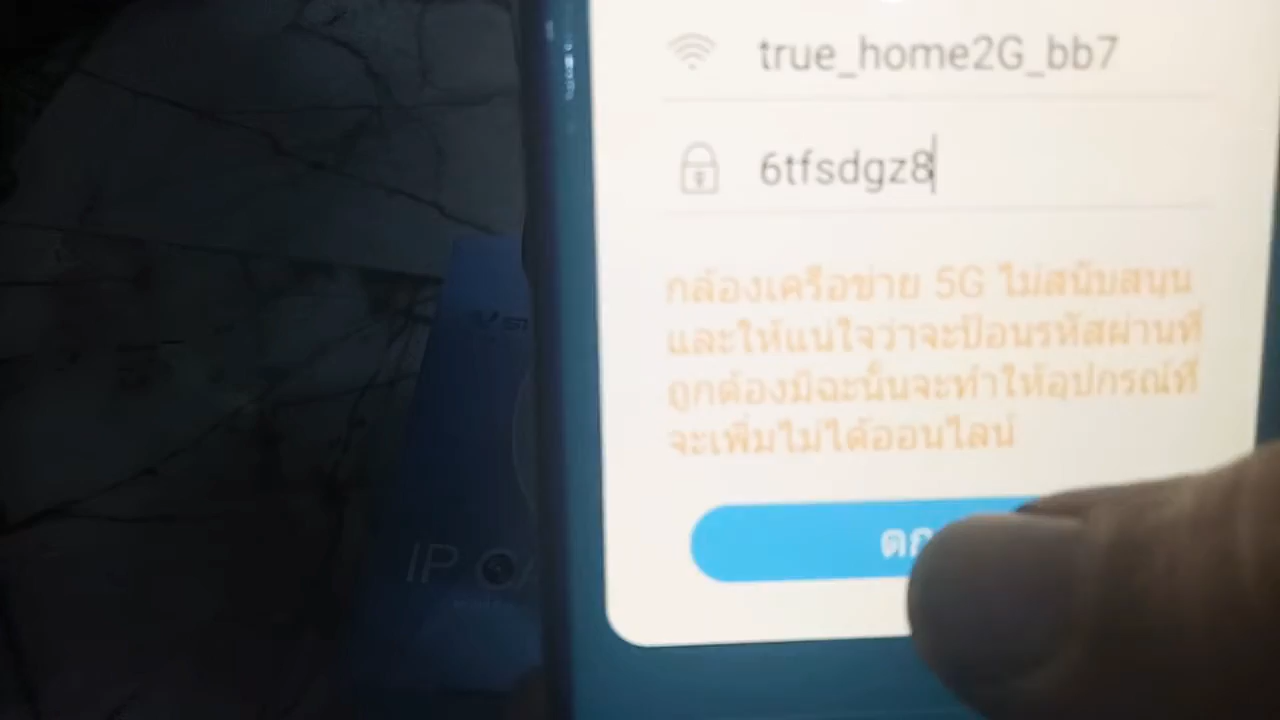 true_home2G_bb7
6tfsdgz8
กล้องเครือข่าย 5G ไม่สนับสนุน
และให้แน่ใจว่าจะป้อนรหัสผ่านที่
ถูกต้องมิฉะนั้นจะทำให้อุปกรณ์ที่
จะเพิ่มไม่ได้ออนไลน์
IP